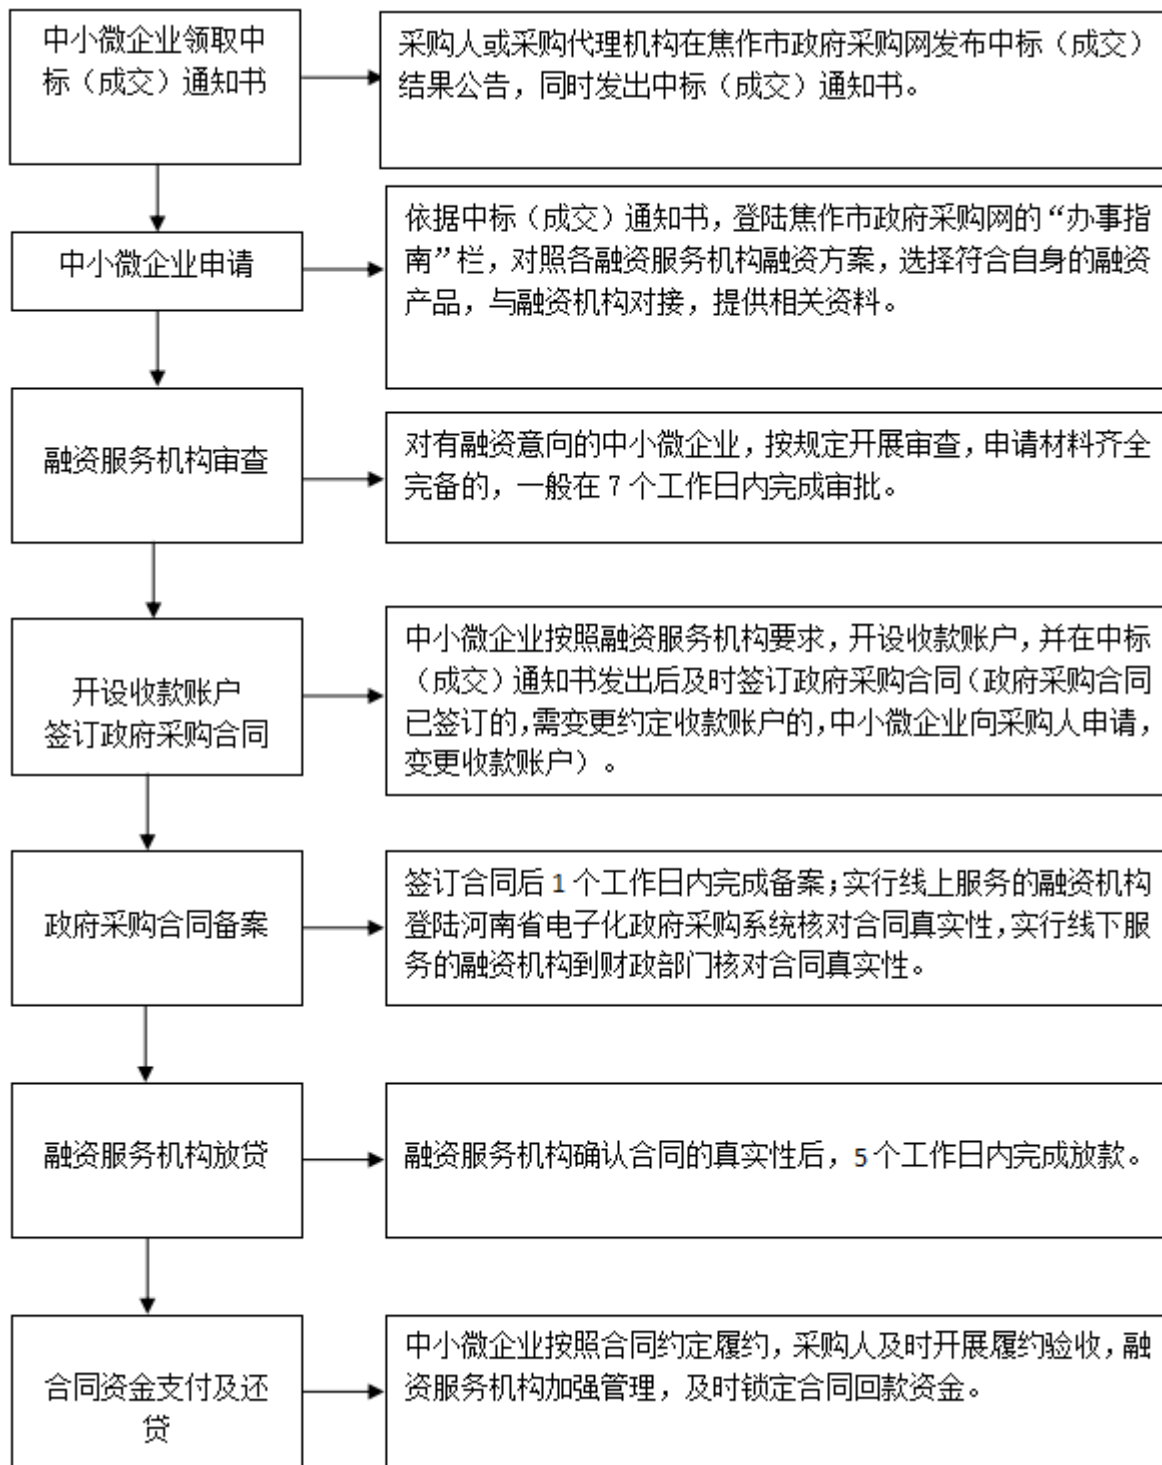 中小微企业领取中
标（成交）通知书
采购人或采购代理机构在焦作市政府采购网发布中标（成交）
结果公告，同时发出中标（成交）通知书。
中小微企业申请
依据中标（成交）通知书，登陆焦作市政府采购网的“办事指
南”栏，对照各融资服务机构融资方案，选择符合自身的融资
产品，与融资机构对接，提供相关资料。
融资服务机构审查
对有融资意向的中小微企业，按规定开展审查，申请材料齐全
完备的，一般在 7 个工作日内完成审批。
开设收款账户
签订政府采购合同
中小微企业按照融资服务机构要求，开设收款账户，并在中标
（成交）通知书发出后及时签订政府采购合同（政府采购合同
已签订的，需变更约定收款账户的，中小微企业向采购人申请，
变更收款账户）。
政府采购合同备案
签订合同后 1 个工作日内完成备案；实行线上服务的融资机构
登陆河南省电子化政府采购系统核对合同真实性，实行线下服
务的融资机构到财政部门核对合同真实性。
融资服务机构放贷
融资服务机构确认合同的真实性后，5 个工作日内完成放款。
合同资金支付及还
贷
中小微企业按照合同约定履约，采购人及时开展履约验收，融
资服务机构加强管理，及时锁定合同回款资金。